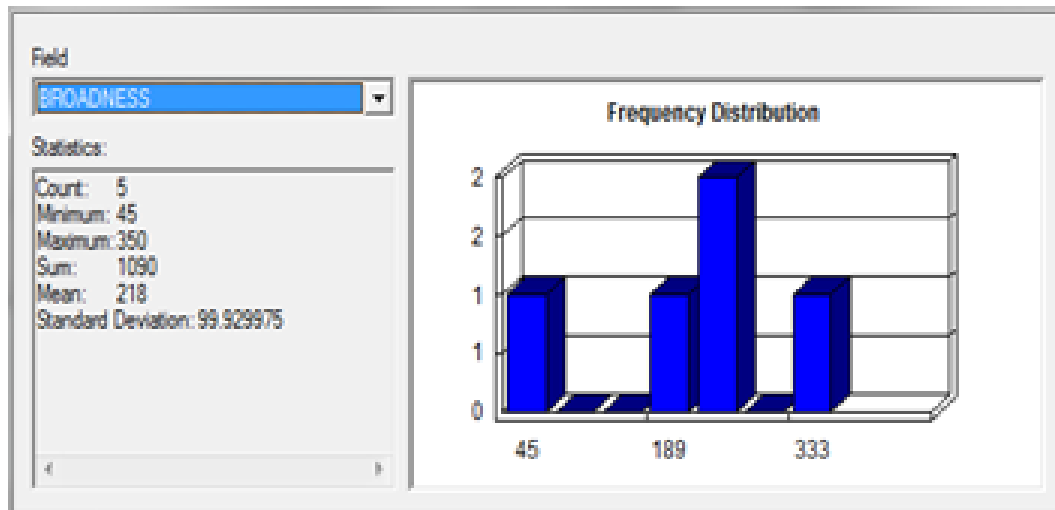 Field
BROADNESS
Statistics:
Count: 5
Minimum: 45
Maximum: 350
Sum: 1090
Mean: 218
Standard Deviation: 99.929975
Frequency Distribution
2
2
1
1
0
45 189 333